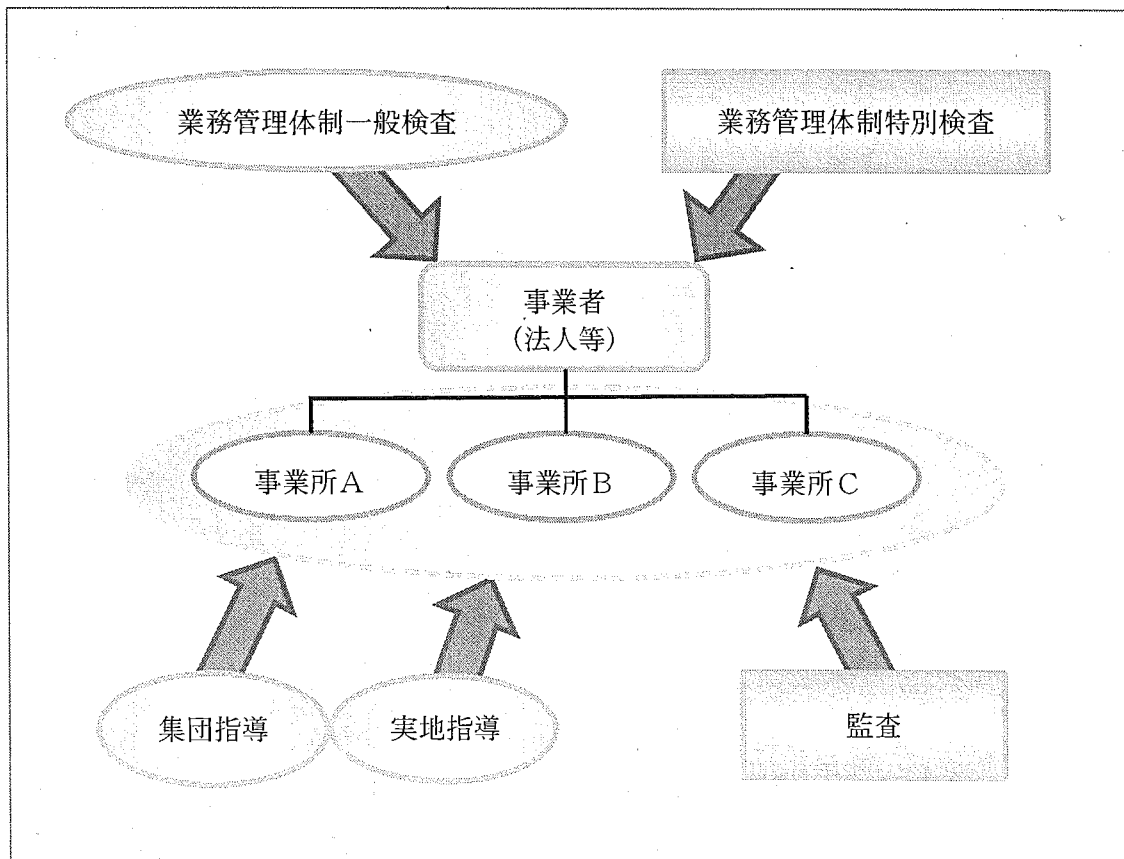 業務管理体制一般検査
業務管理体制特別検査
事業者
(法人等)
事業所A
事業所B
事業所C
集団指導
実地指導
監査